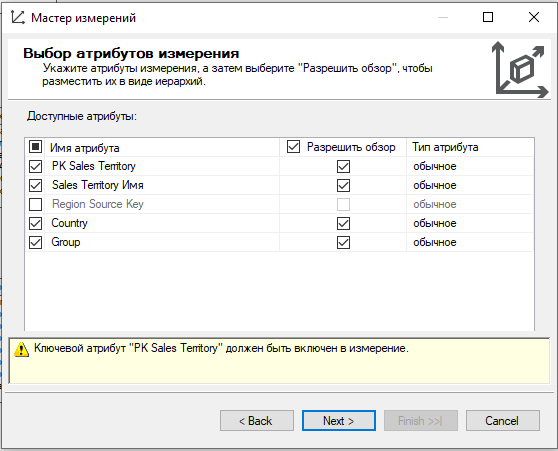 Мастер измерений
Выбор атрибутов измерения
Укажите атрибуты измерения, а затем выберите "Разрешить обзор", чтобы
разместить их в виде иерархий.
Доступные атрибуты:
Имя атрибута Разрешить обзор Тип атрибута
PK Sales Territory обычное
Sales Territory Имя обычное
Region Source Key обычное
Country обычное
Group обычное
Ключевой атрибут "PK Sales Territory" должен быть включен в измерение.
< Back Next > Finish >>| Cancel